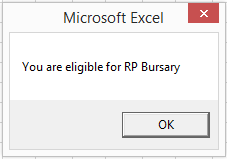 Microsoft Excel
You are eligible for RP Bursary
OK